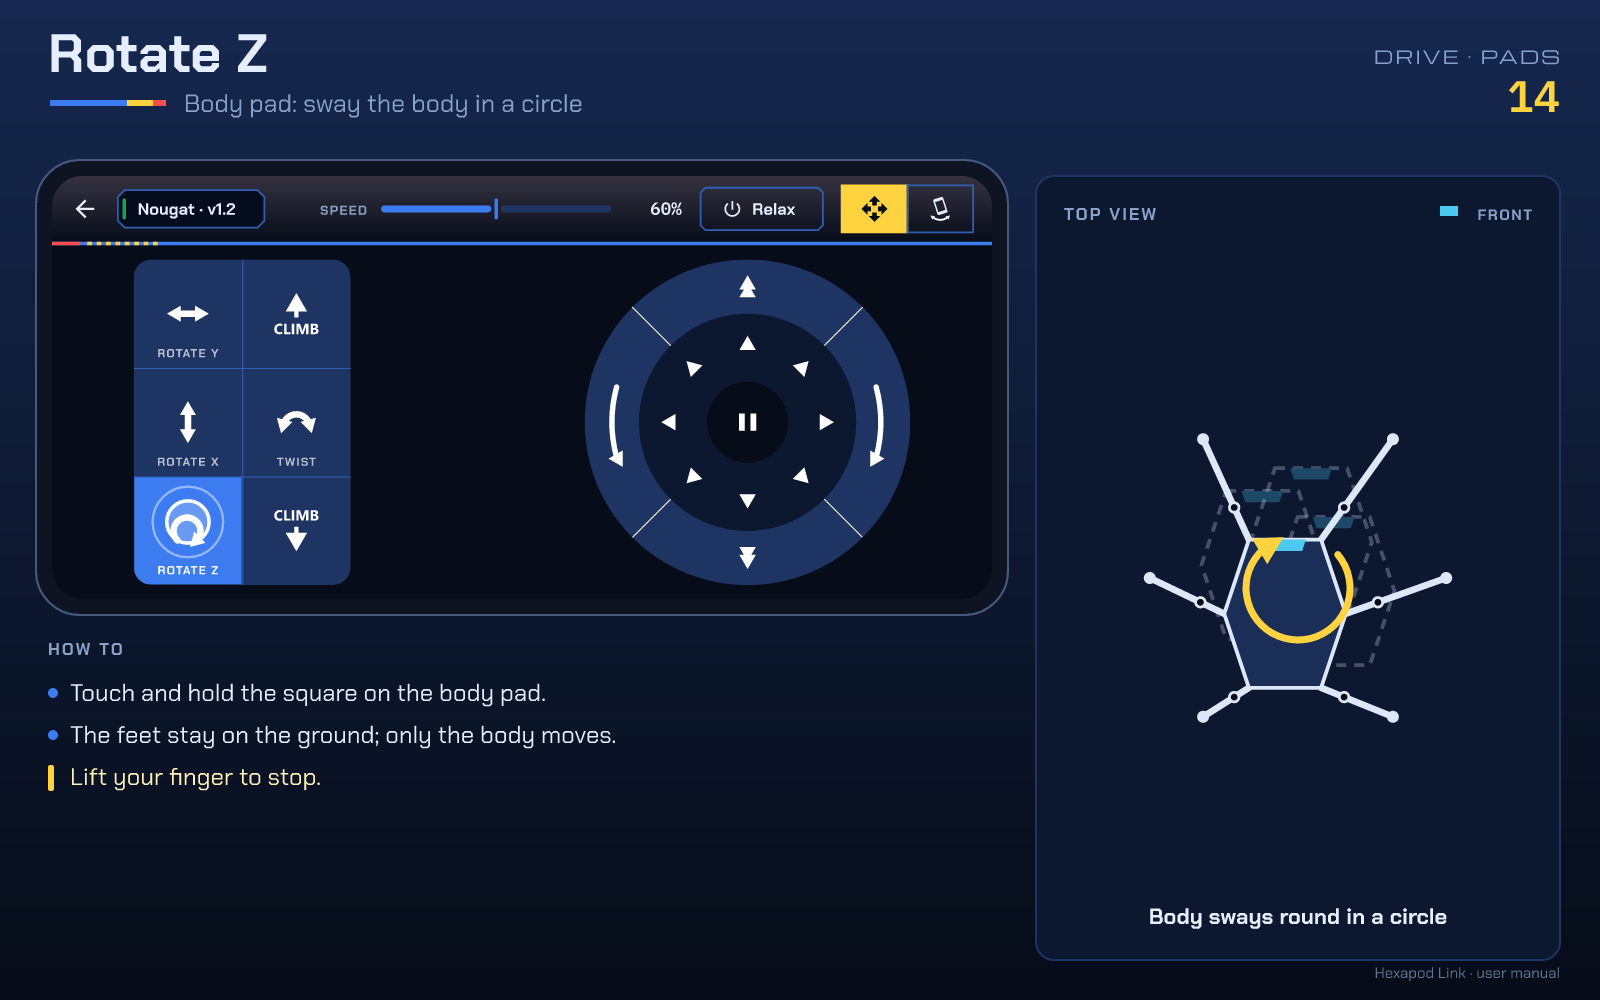 Rotate Z
Body pad: sway the body in a circle
DRIVE · PADS
14
Nougat · v1.2
SPEED
60%
Relax
ROTATE Y
CLIMB
ROTATE X
TWIST
ROTATE Z
CLIMB
TOP VIEW
FRONT
Body sways round in a circle
HOW TO
Touch and hold the square on the body pad.
The feet stay on the ground; only the body moves.
Lift your finger to stop.
Hexapod Link · user manual